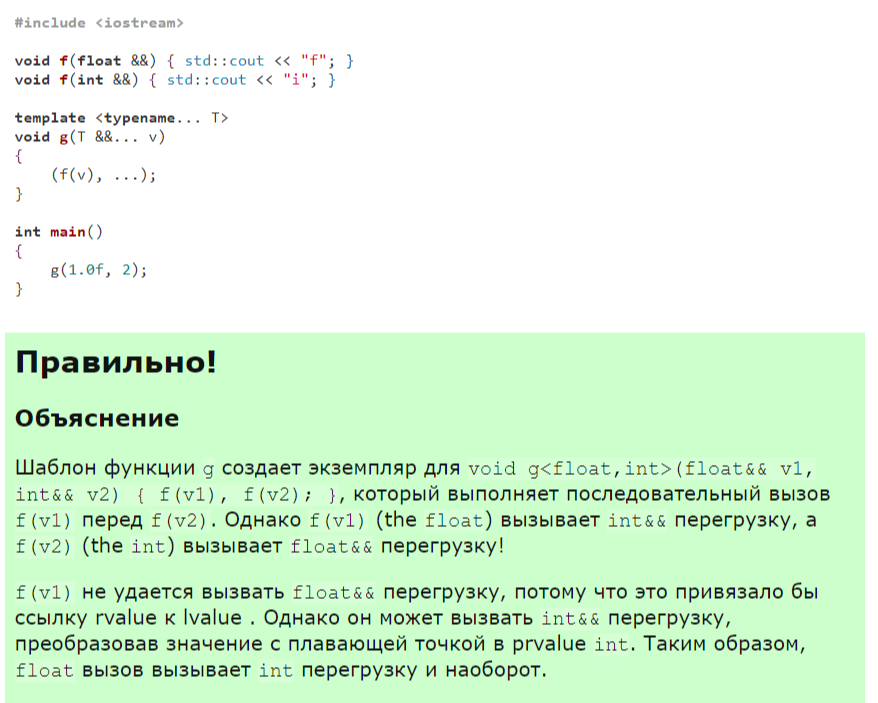 #include <iostream>
void f(float &&) { std::cout << "f"; }
void f(int &&) { std::cout << "i"; }
template <typename... T>
void g(T &&... v)
{
    (f(v), ...);
}
int main()
{
    g(1.0f, 2);
}
Правильно!
Объяснение
Шаблон функции g создает экземпляр для void g<float,int>(float&& v1,
int&& v2) { f(v1), f(v2); }, который выполняет последовательный вызов
f(v1) перед f(v2). Однако f(v1) (the float) вызывает int&& перегрузку, а
f(v2) (the int) вызывает float&& перегрузку!
f(v1) не удается вызвать float&& перегрузку, потому что это привязало бы
ссылку rvalue к lvalue . Однако он может вызвать int&& перегрузку,
преобразовав значение с плавающей точкой в prvalue int. Таким образом,
float вызов вызывает int перегрузку и наоборот.